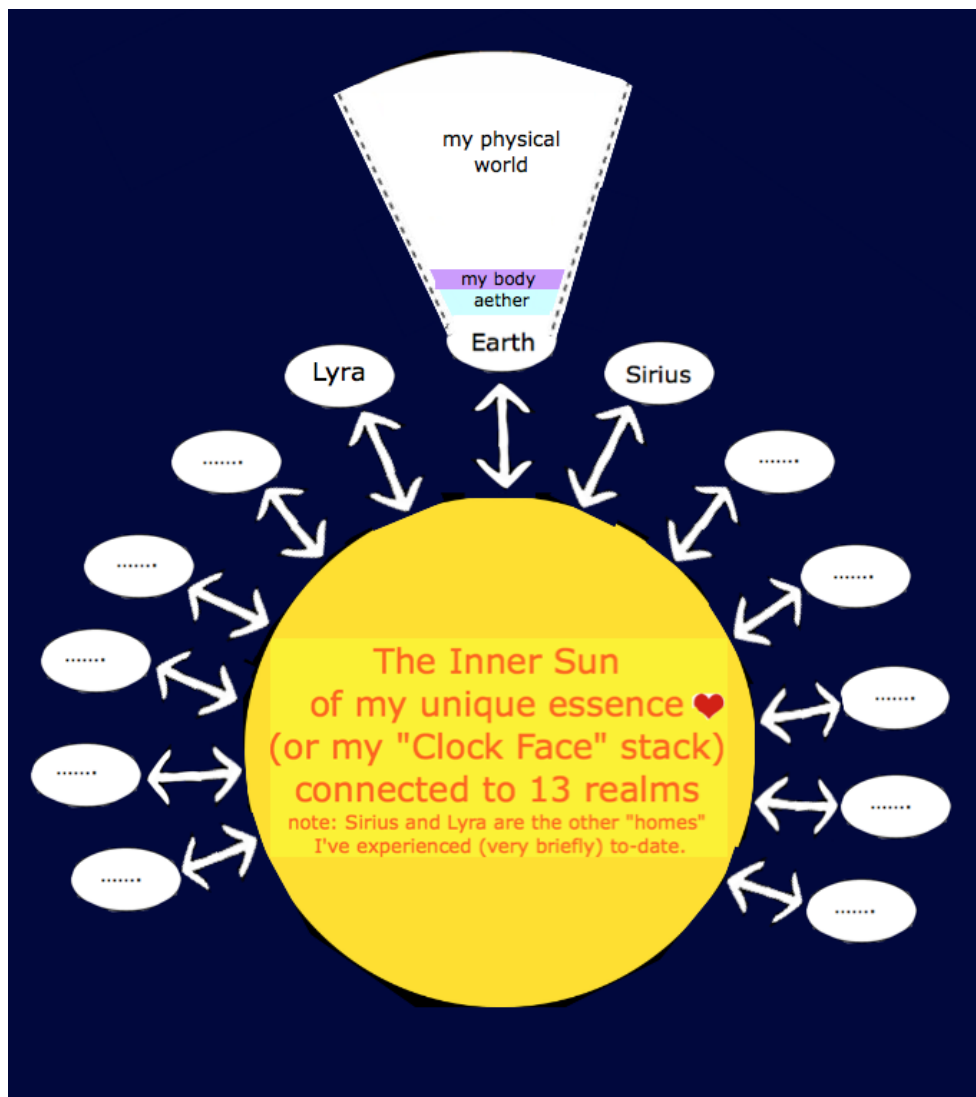 my physical
world
my body
aether
Earth
Lyra
Sirius
.......
.......
.......
.......
.......
.......
.......
.......
.......
.......
The Inner Sun
of my unique essence
(or my "Clock Face" stack)
connected to 13 realms
note: Sirius and Lyra are the other "homes"
I've experienced (very briefly) to-date.